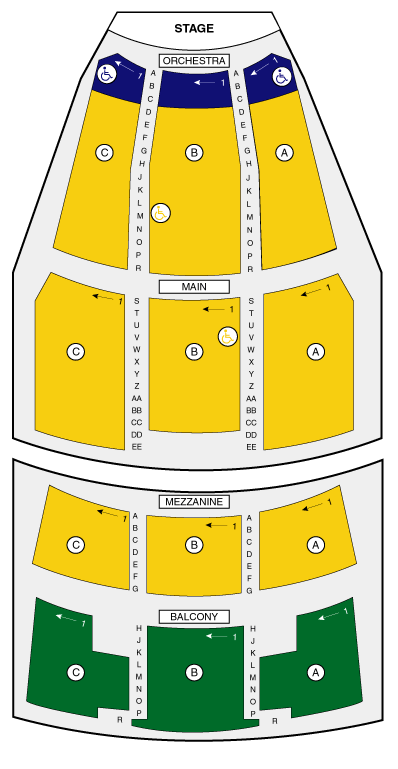 STAGE
ORCHESTRA
1 1 1
A A
B B
C C
D D
E E
F F
G G
C B A
H H
J J
K K
L L
M M
N N
O O
P P
R R
MAIN
1 1 1
S S
T T
U U
V V
W W
C B A
X X
Y Y
Z Z
AA AA
BB BB
CC CC
DD DD
EE EE
MEZZANINE
1 1 1
A A
B B
C C
D D
C B A
E E
F F
G G
BALCONY
1 1 1
H H
J J
K K
L L
C B A
M M
N N
O O
P P
R R